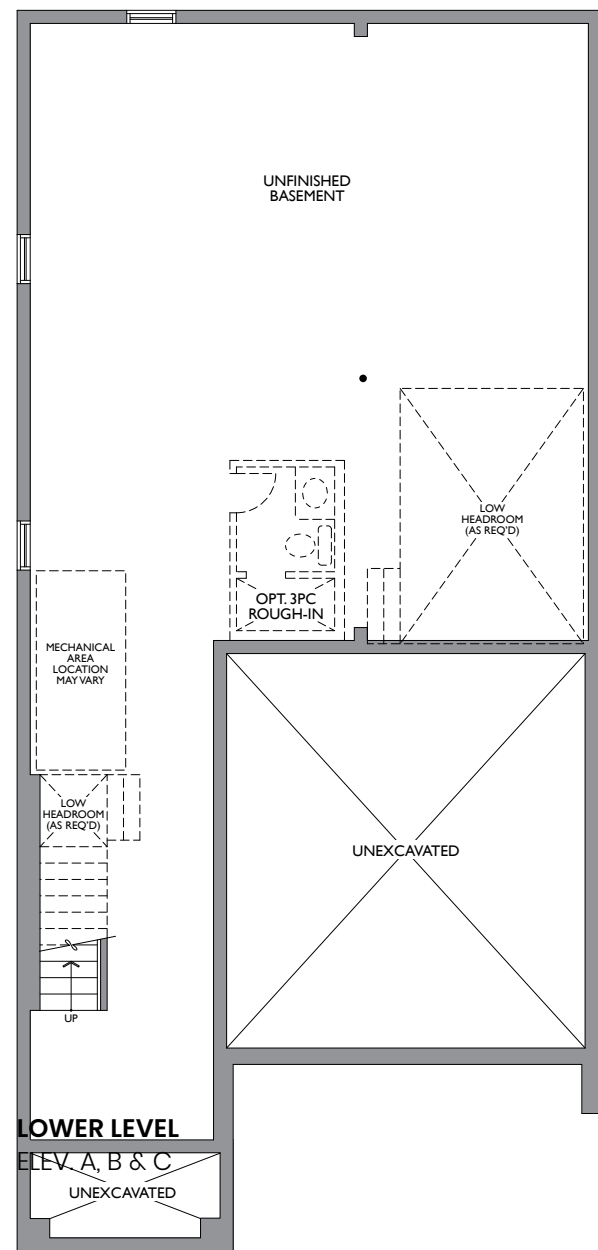 UNFINISHED
BASEMENT
LOW
HEADROOM
(AS REQ'D)
OPT. 3PC
ROUGH-IN
MECHANICAL
AREA
LOCATION
MAY VARY
LOW
HEADROOM
(AS REQ'D)
UNEXCAVATED
UP
LOWER LEVEL
ELEV. A, B & C
UNEXCAVATED